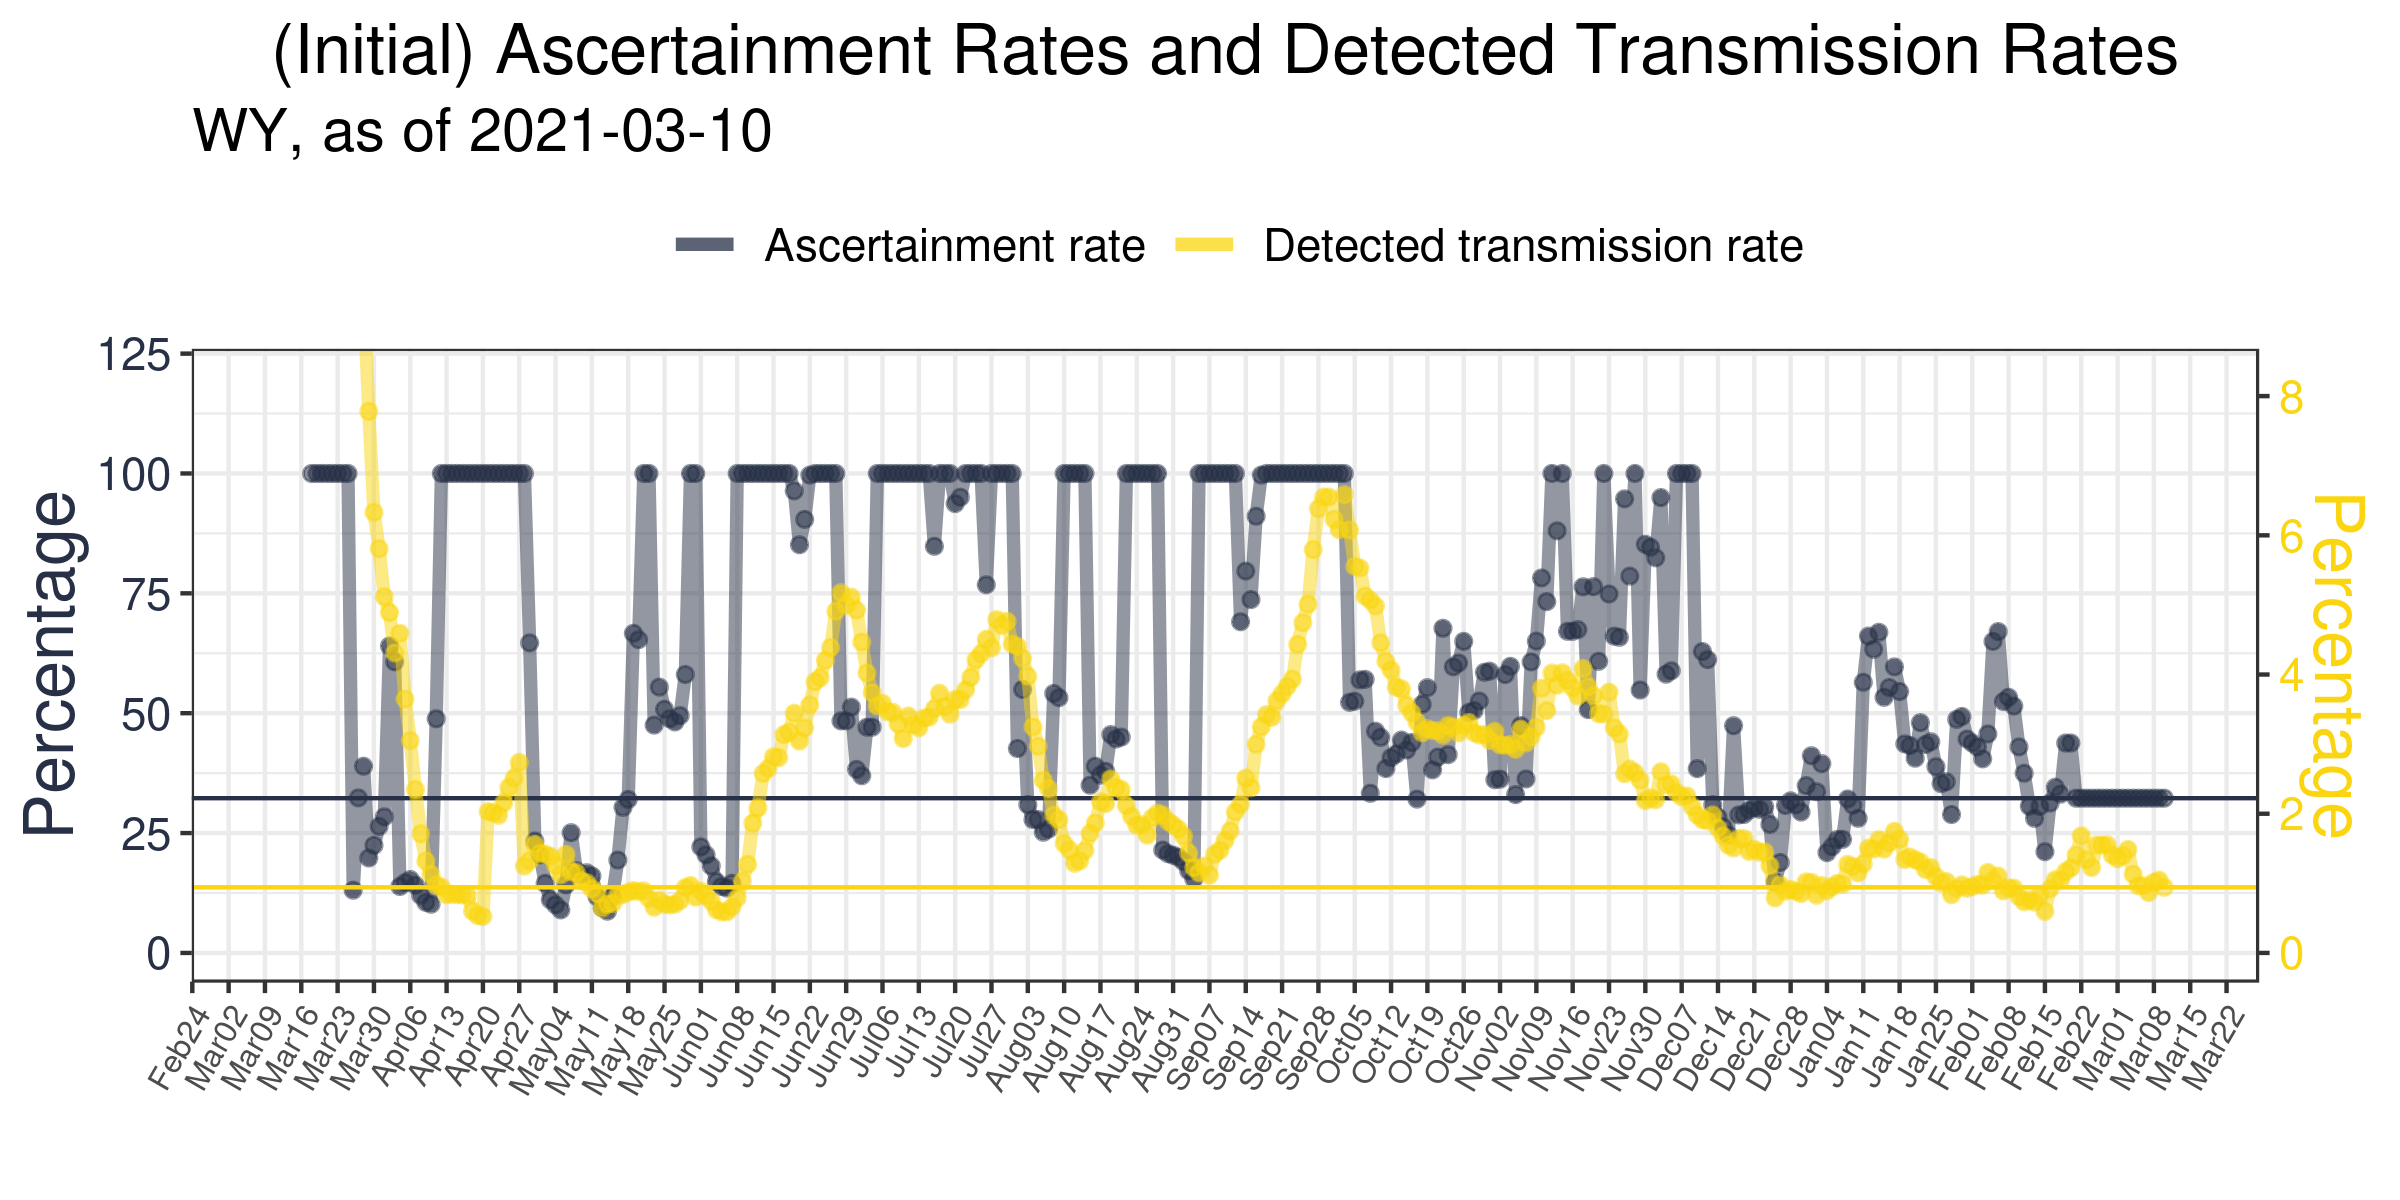 (Initial) Ascertainment Rates and Detected Transmission Rates
WY, as of 2021-03-10
Ascertainment rate
Detected transmission rate
125
100
75
50
25
0
Percentage
8
6
4
2
0
Percentage
Feb24
Mar02
Mar09
Mar16
Mar23
Mar30
Apr06
Apr13
Apr20
Apr27
May04
May11
May18
May25
Jun01
Jun08
Jun15
Jun22
Jun29
Jul06
Jul13
Jul20
Jul27
Aug03
Aug10
Aug17
Aug24
Aug31
Sep07
Sep14
Sep21
Sep28
Oct05
Oct12
Oct19
Oct26
Nov02
Nov09
Nov16
Nov23
Nov30
Dec07
Dec14
Dec21
Dec28
Jan04
Jan11
Jan18
Jan25
Feb01
Feb08
Feb15
Feb22
Mar01
Mar08
Mar15
Mar22